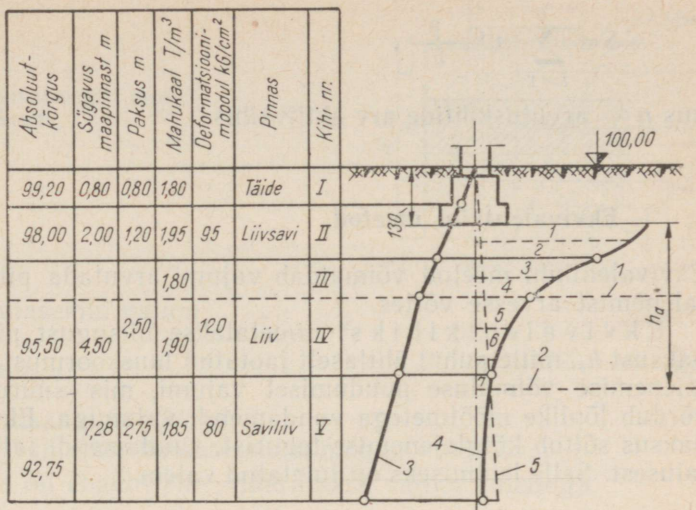 Absoluut-kõrgus
Sügavus maapinnast m
Paksus m
Mahukaal T/m³
Deformatsiooni-moodul kG/cm²
Pinnas
Kihi nr.
99,20 0,80 0,80 1,80 Täide I
98,00 2,00 1,20 1,95 95 Liivsavi II
1,80 III
95,50 4,50 2,50 1,90 120 Liiv IV
7,28 2,75 1,85 80 Saviliiv V
92,75
100,00
130
1
2
3
4
5
6
7
1
2
hₐ
3
4
5